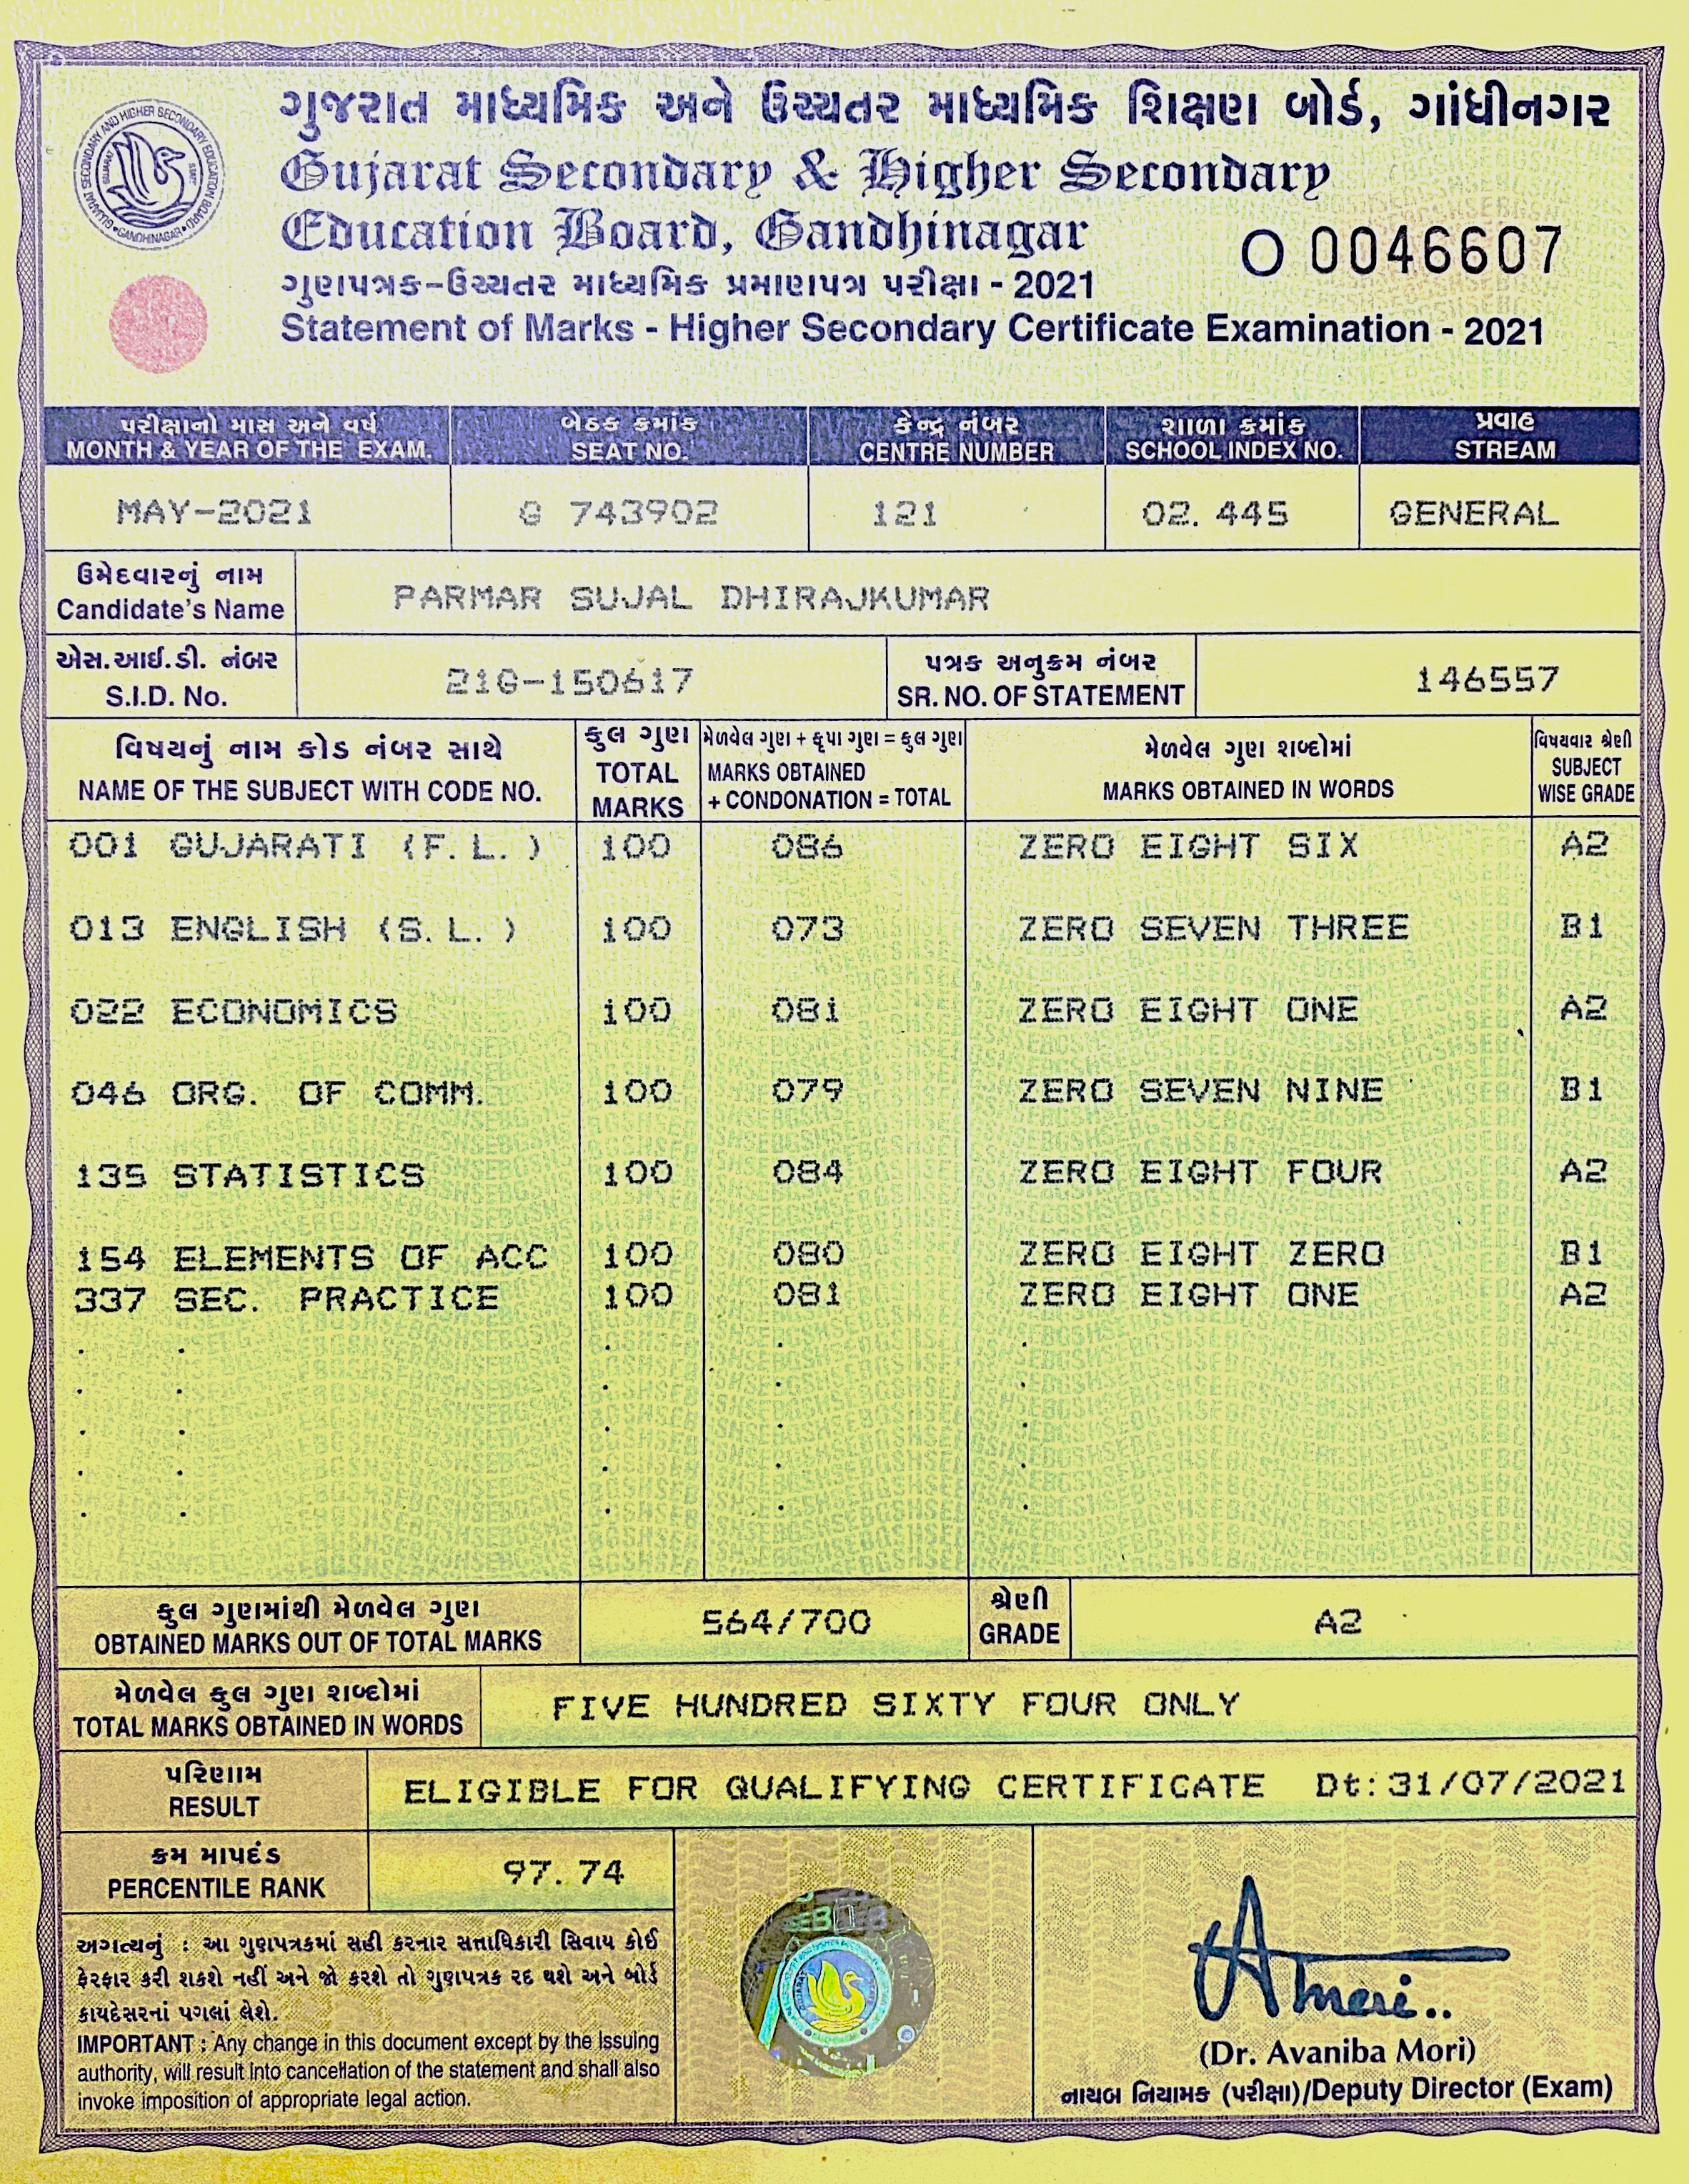 ગુજરાત માધ્યમિક અને ઉચ્ચતર માધ્યમિક શિક્ષણ બોર્ડ, ગાંધીનગર
Gujarat Secondary & Higher Secondary
Education Board, Gandhinagar
O 0046607
ગુણપત્રક-ઉચ્ચતર માધ્યમિક પ્રમાણપત્ર પરીક્ષા - 2021
Statement of Marks - Higher Secondary Certificate Examination - 2021
GUJARAT SECONDARY AND HIGHER SECONDARY EDUCATION BOARD • GANDHINAGAR •
પરીક્ષાનો માસ અને વર્ષ બેઠક ક્રમાંક કેન્દ્ર નંબર શાળા ક્રમાંક પ્રવાહ
MONTH & YEAR OF THE EXAM. SEAT NO. CENTRE NUMBER SCHOOL INDEX NO. STREAM
MAY-2021 G 743902 121 02.445 GENERAL
ઉમેદવારનું નામ
Candidate's Name PARMAR SUJAL DHIRAJKUMAR
એસ.આઈ.ડી. નંબર પત્રક અનુક્રમ નંબર
S.I.D. No. 21G-150617 SR. NO. OF STATEMENT 146557
વિષયનું નામ કોડ નંબર સાથે કુલ ગુણ મેળવેલ ગુણ + કૃપા ગુણ = કુલ ગુણ મેળવેલ ગુણ શબ્દોમાં વિષયવાર શ્રેણી
NAME OF THE SUBJECT WITH CODE NO. TOTAL MARKS MARKS OBTAINED + CONDONATION = TOTAL MARKS OBTAINED IN WORDS SUBJECT WISE GRADE
001 GUJARATI (F.L.) 100 086 ZERO EIGHT SIX A2
013 ENGLISH (S.L.) 100 073 ZERO SEVEN THREE B1
022 ECONOMICS 100 081 ZERO EIGHT ONE A2
046 ORG. OF COMM. 100 079 ZERO SEVEN NINE B1
135 STATISTICS 100 084 ZERO EIGHT FOUR A2
154 ELEMENTS OF ACC 100 080 ZERO EIGHT ZERO B1
337 SEC. PRACTICE 100 081 ZERO EIGHT ONE A2
કુલ ગુણમાંથી મેળવેલ ગુણ શ્રેણી
OBTAINED MARKS OUT OF TOTAL MARKS 564/700 GRADE A2
મેળવેલ કુલ ગુણ શબ્દોમાં
TOTAL MARKS OBTAINED IN WORDS FIVE HUNDRED SIXTY FOUR ONLY
પરિણામ
RESULT ELIGIBLE FOR QUALIFYING CERTIFICATE Dt:31/07/2021
ક્રમ માપદંડ
PERCENTILE RANK 97.74
અગત્યનું : આ ગુણપત્રકમાં સહી કરનાર સત્તાધિકારી સિવાય કોઈ
ફેરફાર કરી શકશે નહીં અને જો કરશે તો ગુણપત્રક રદ થશે અને બોર્ડ
કાયદેસરનાં પગલાં લેશે.
IMPORTANT : Any change in this document except by the Issuing
authority, will result into cancellation of the statement and shall also
invoke imposition of appropriate legal action.
(Dr. Avaniba Mori)
નાયબ નિયામક (પરીક્ષા)/Deputy Director (Exam)